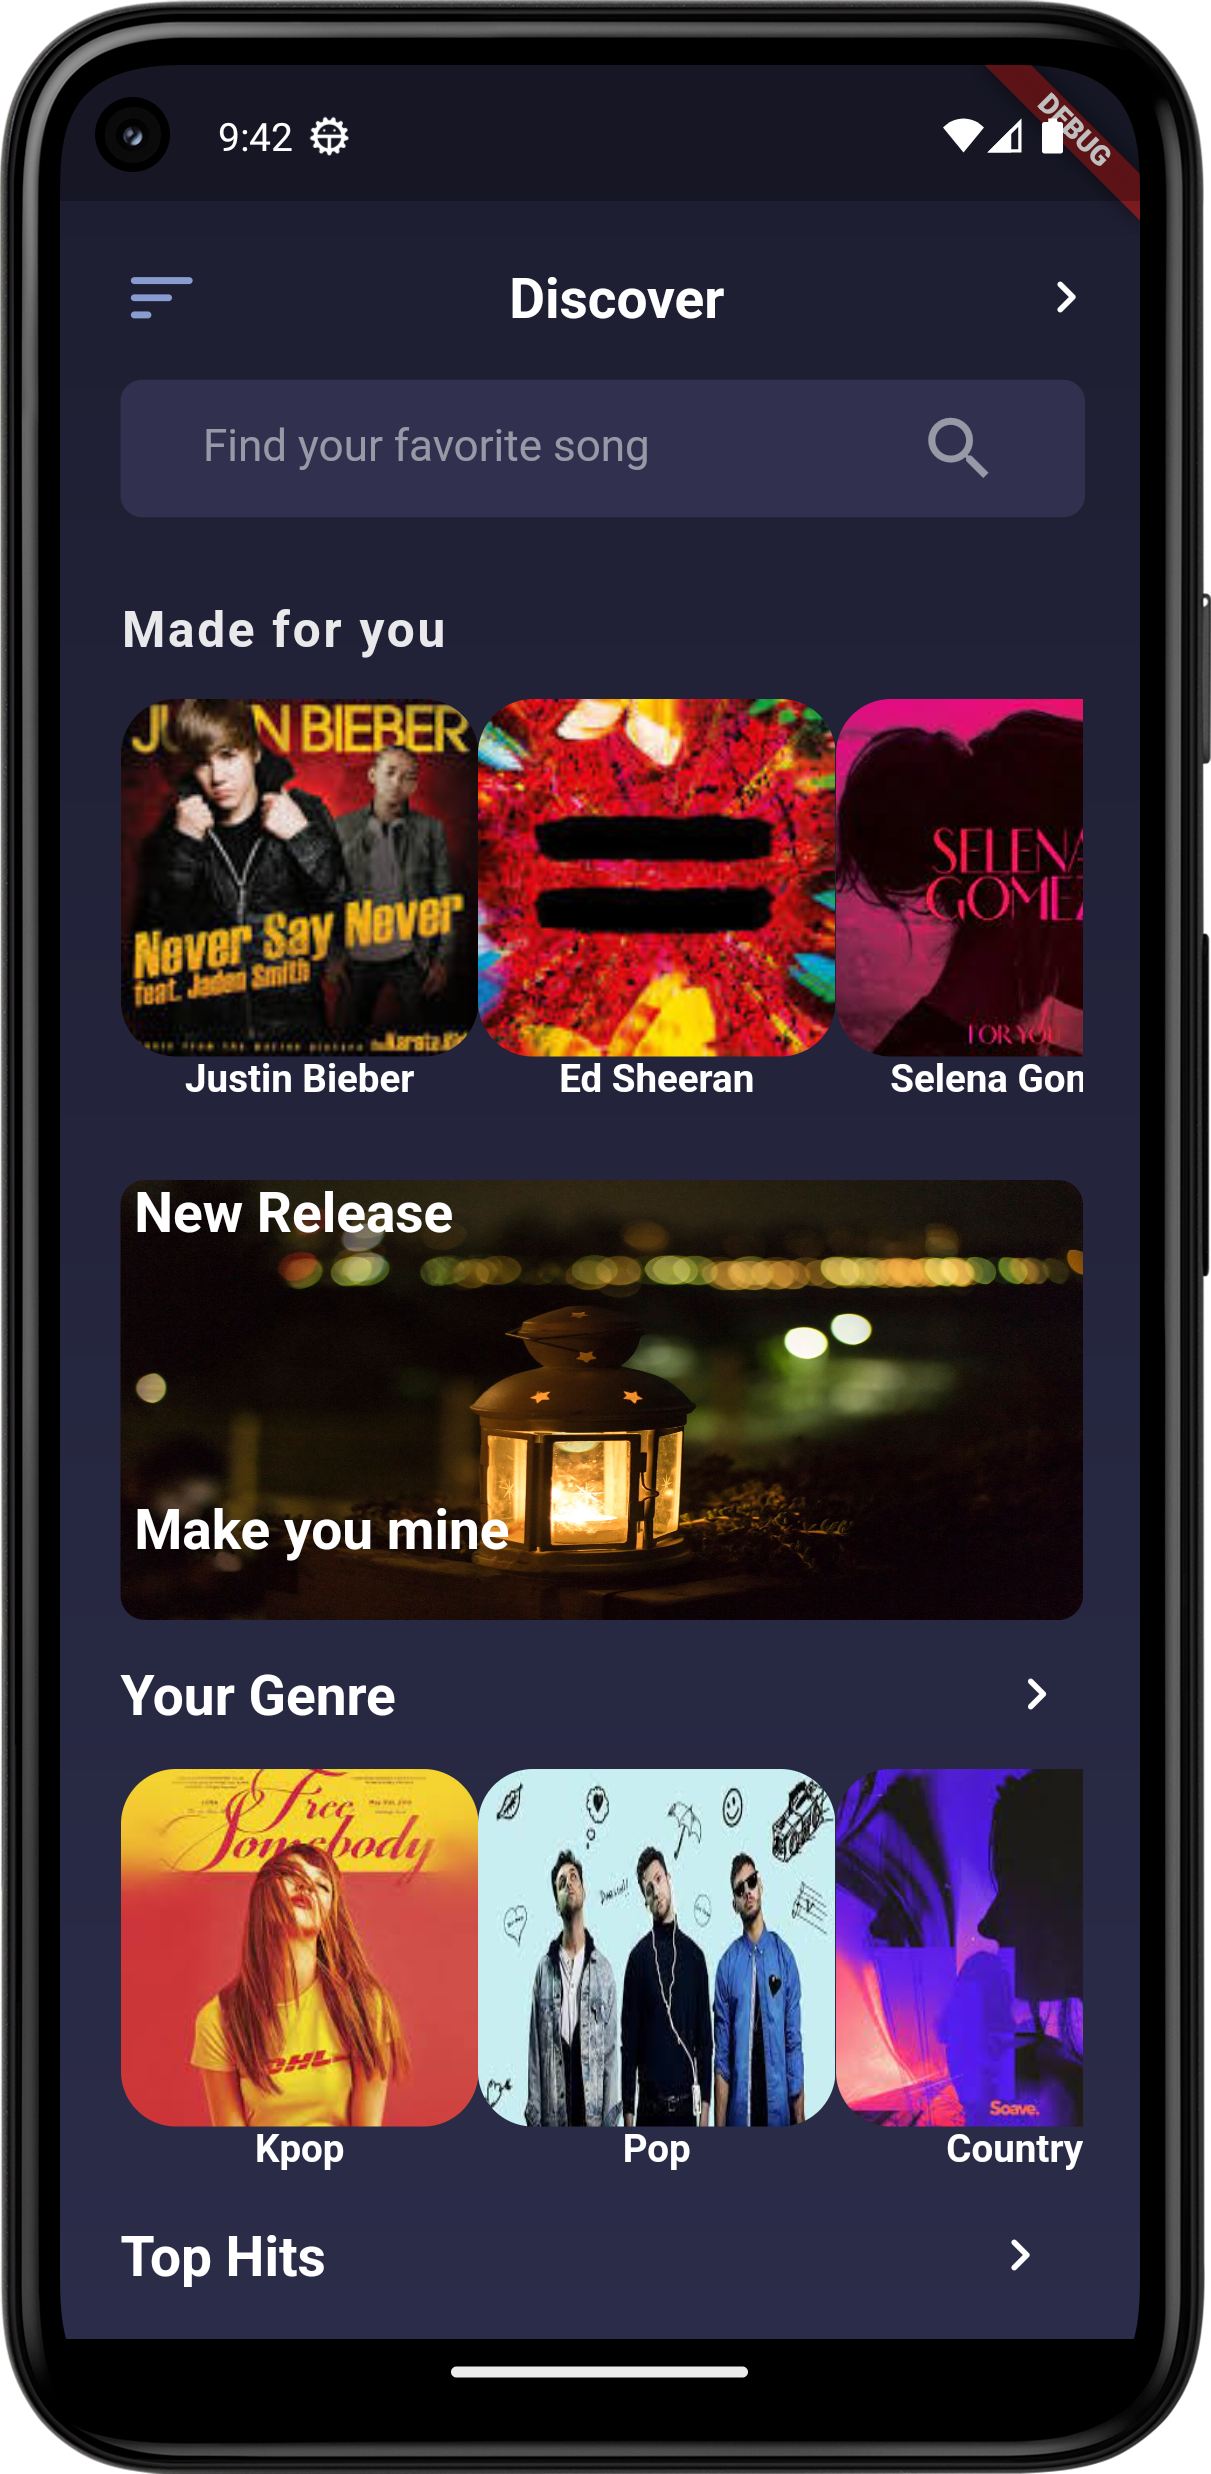 9:42
DEBUG
Discover
Find your favorite song
Made for you
JU N BIEBER
Never Say Never
feat. Jaden Smith
SELENA
GOMEZ
FOR YOU
Justin Bieber
Ed Sheeran
Selena Gon
New Release
Make you mine
Your Genre
Free
Somebody
DHL
Soave.
Kpop
Pop
Country
Top Hits